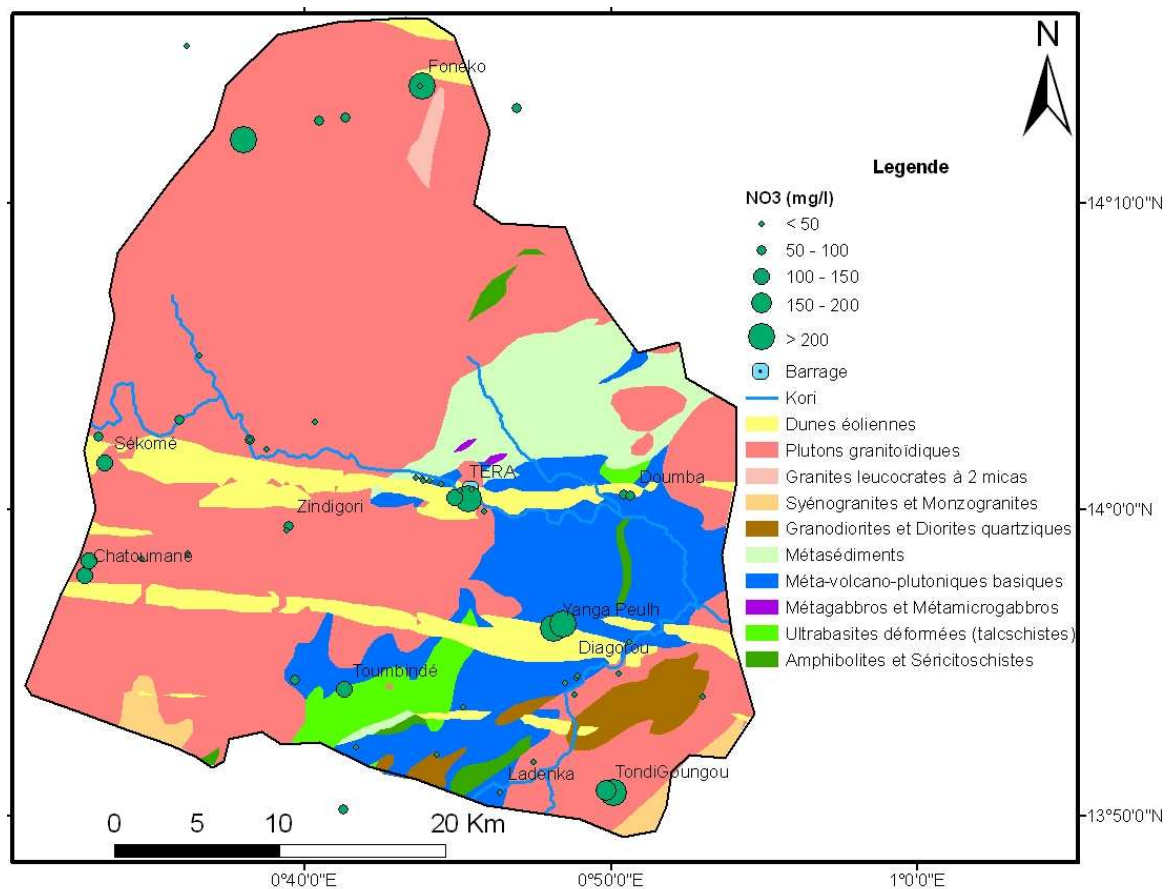 N
Foneko
Legende
NO3 (mg/l)
< 50
50 - 100
100 - 150
150 - 200
> 200
Barrage
Kori
Dunes éoliennes
Plutons granitoïdiques
Granites leucocrates à 2 micas
Syénogranites et Monzogranites
Granodiorites et Diorites quartziques
Métasédiments
Méta-volcano-plutoniques basiques
Métagabbros et Métamicrogabbros
Ultrabasites déformées (talcschistes)
Amphibolites et Séricitoschistes
14°10'0"N
14°0'0"N
13°50'0"N
Sékomé
TERA
Doumba
Zindigori
Chatoumane
Yanga Peulh
Diagorou
Toumbindé
Ladenka
TondiGoungou
0 5 10 20 Km
0°40'0"E 0°50'0"E 1°0'0"E